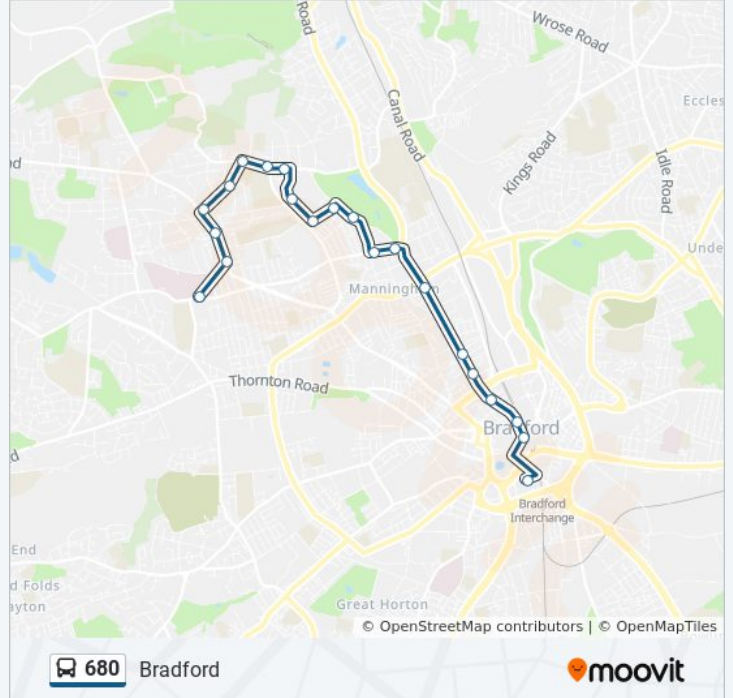 Road
Wrose Road
Canal Road
Eccles
Kings Road
Idle Road
Unde
Manningham
Thornton Road
Bradford
Bradford
Interchange
End
d Folds
ayton
Great Horton
© OpenStreetMap contributors | © OpenMapTiles
680 Bradford
moovit